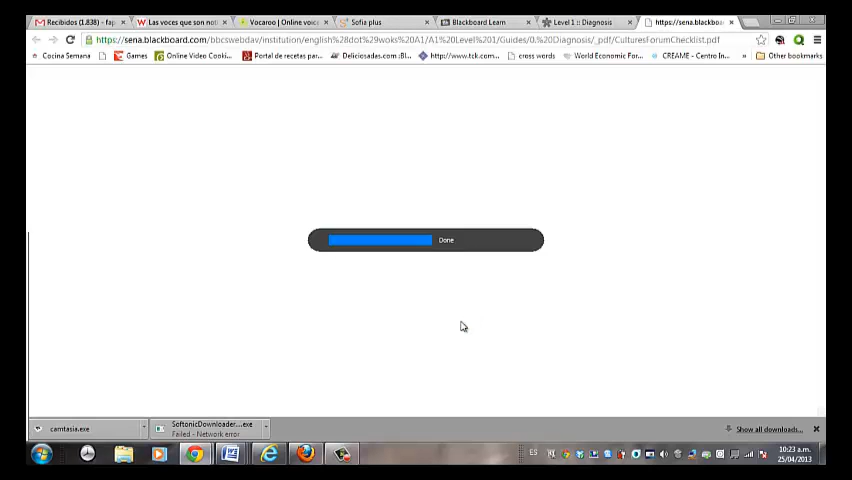 Recibidos (1.838) - fap
Las voces que son not
Vocaroo | Online voice
Sofia plus
Blackboard Learn
Level 1 :: Diagnosis
https://sena.blackboa
https://sena.blackboard.com/bbcswebdav/institution/english%28dot%29woks%20A1/A1%20Level%201/Guides/0.%20Diagnosis/_pdf/CulturesForumChecklist.pdf
Cocina Semana
Games
Online Video Cooki...
Portal de recetas par...
Deliciosadas.com :Bl...
http://www.tck.com...
cross words
World Economic For...
CREAME - Centro In...
»
Other bookmarks
Done
camtasia.exe
SoftonicDownloader....exe
Failed - Network error
Show all downloads...
ES
10:23 a.m.
25/04/2013